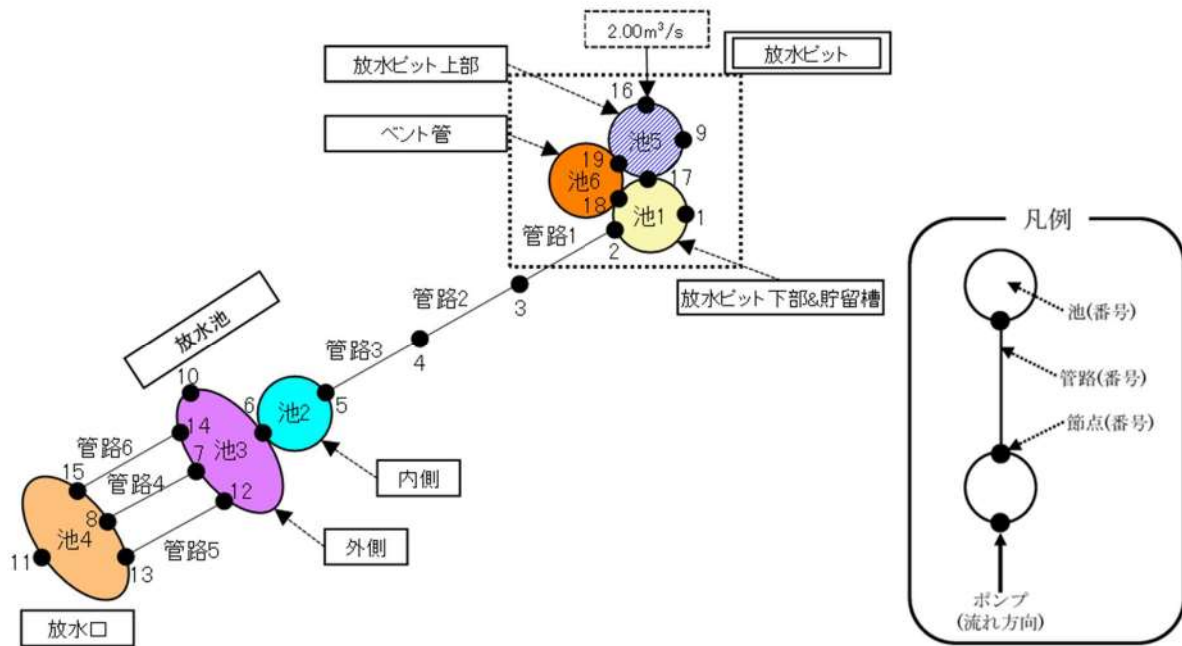 2.00m³/s
放水ピット
放水ピット上部
16
池5
9
ベント管
19
17
池6
18
池1
1
管路1
2
放水ピット下部&貯留槽
3
管路2
4
管路3
放水池
10
5
6
池2
14
管路6
池3
7
15
管路4
12
内側
8
池4
管路5
外側
11
13
放水口
凡例
池(番号)
管路(番号)
節点(番号)
ポンプ
(流れ方向)